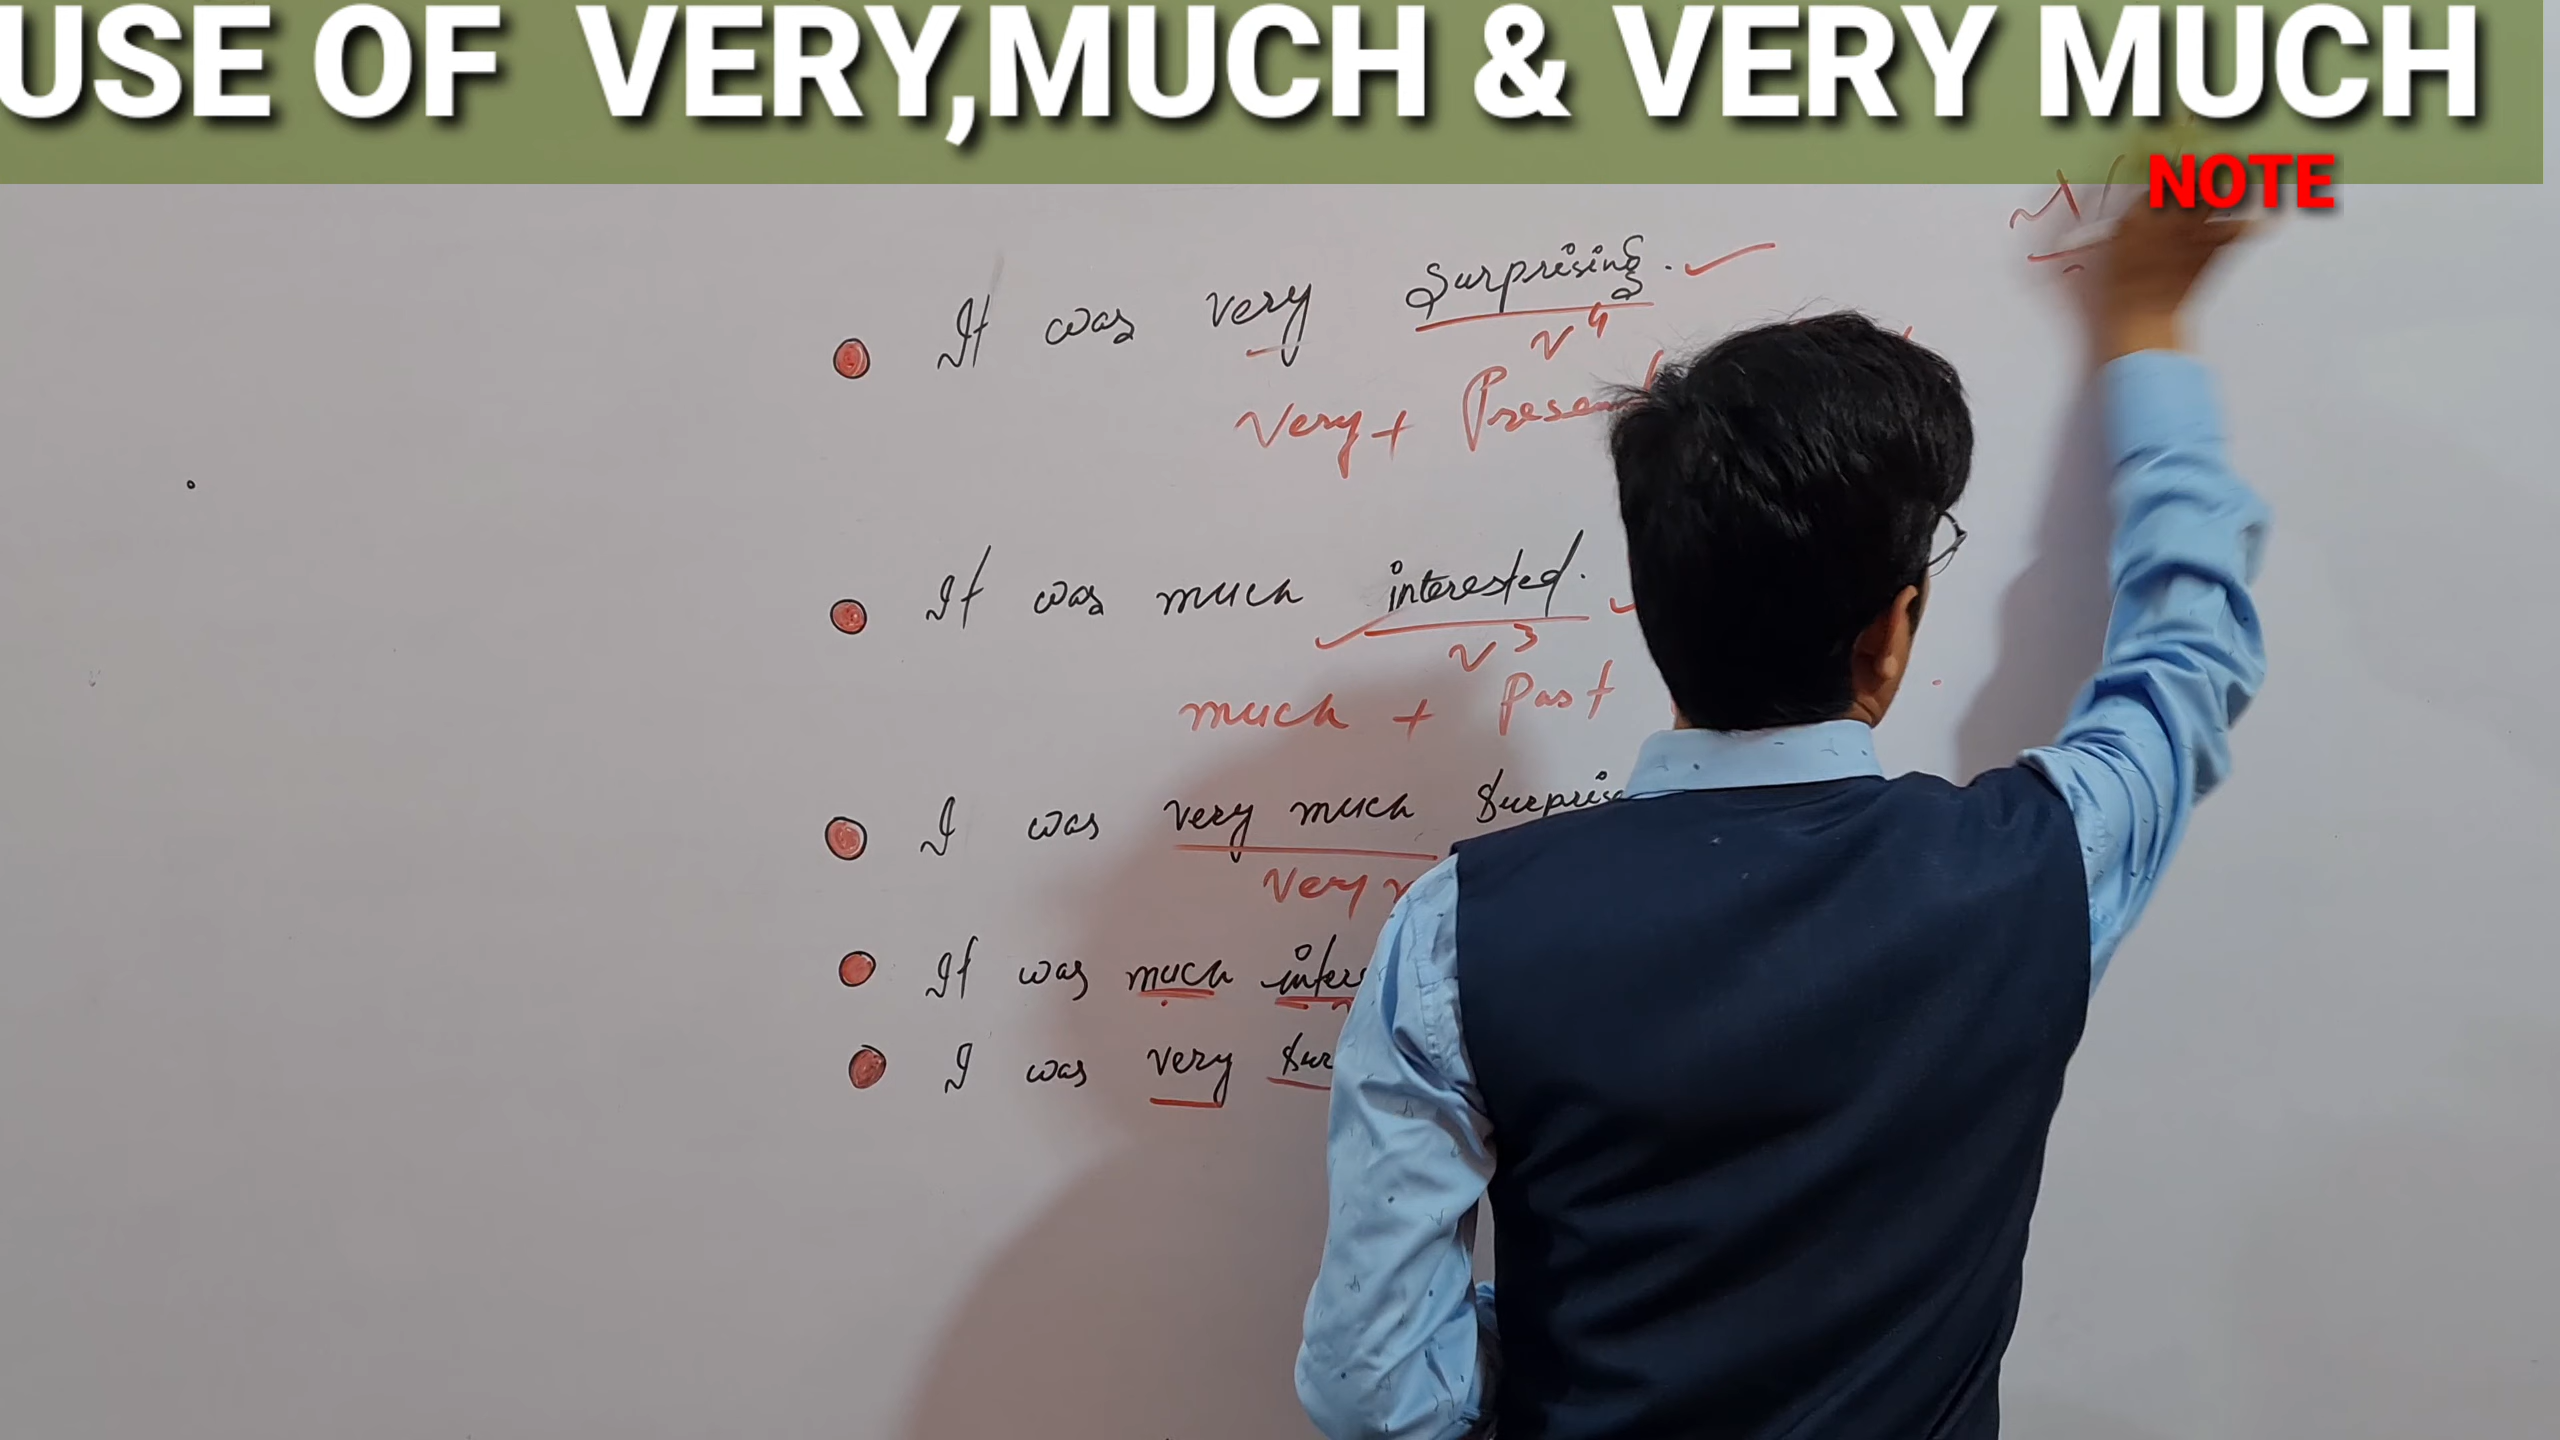 USE OF VERY,MUCH & VERY MUCH
NOTE
It was very surprising.
v4
Very +
It was much interested.
v3
much + Past
I was very much
Very
It was much
I was very